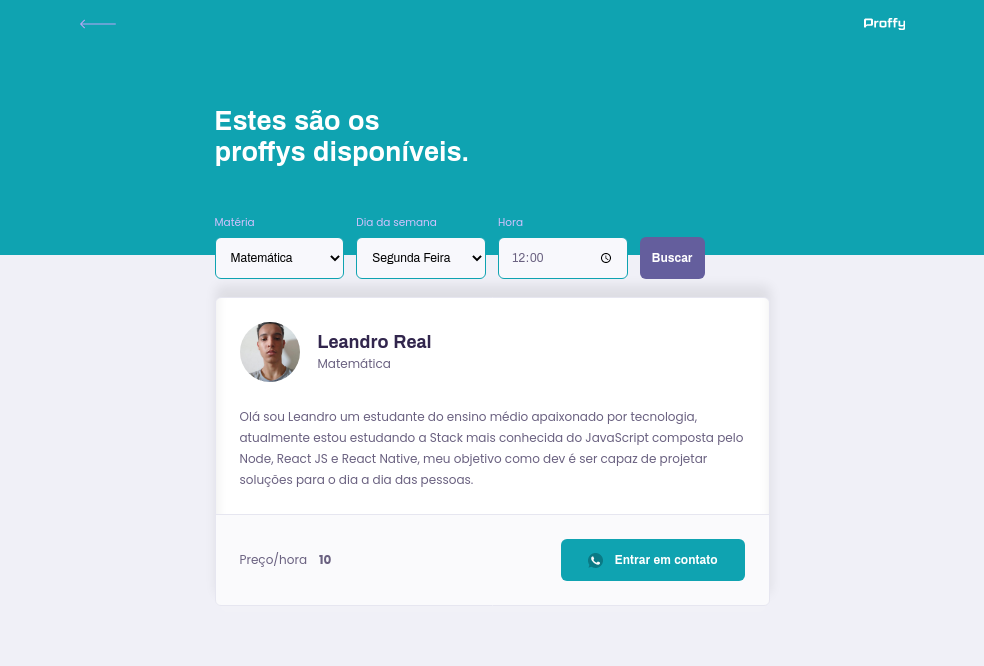 Proffy
Estes são os
proffys disponíveis.
Matéria
Dia da semana
Hora
Matemática
Segunda Feira
12:00
Buscar
Leandro Real
Matemática
Olá sou Leandro um estudante do ensino médio apaixonado por tecnologia,
atualmente estou estudando a Stack mais conhecida do JavaScript composta pelo
Node, React JS e React Native, meu objetivo como dev é ser capaz de projetar
soluções para o dia a dia das pessoas.
Preço/hora 10
Entrar em contato